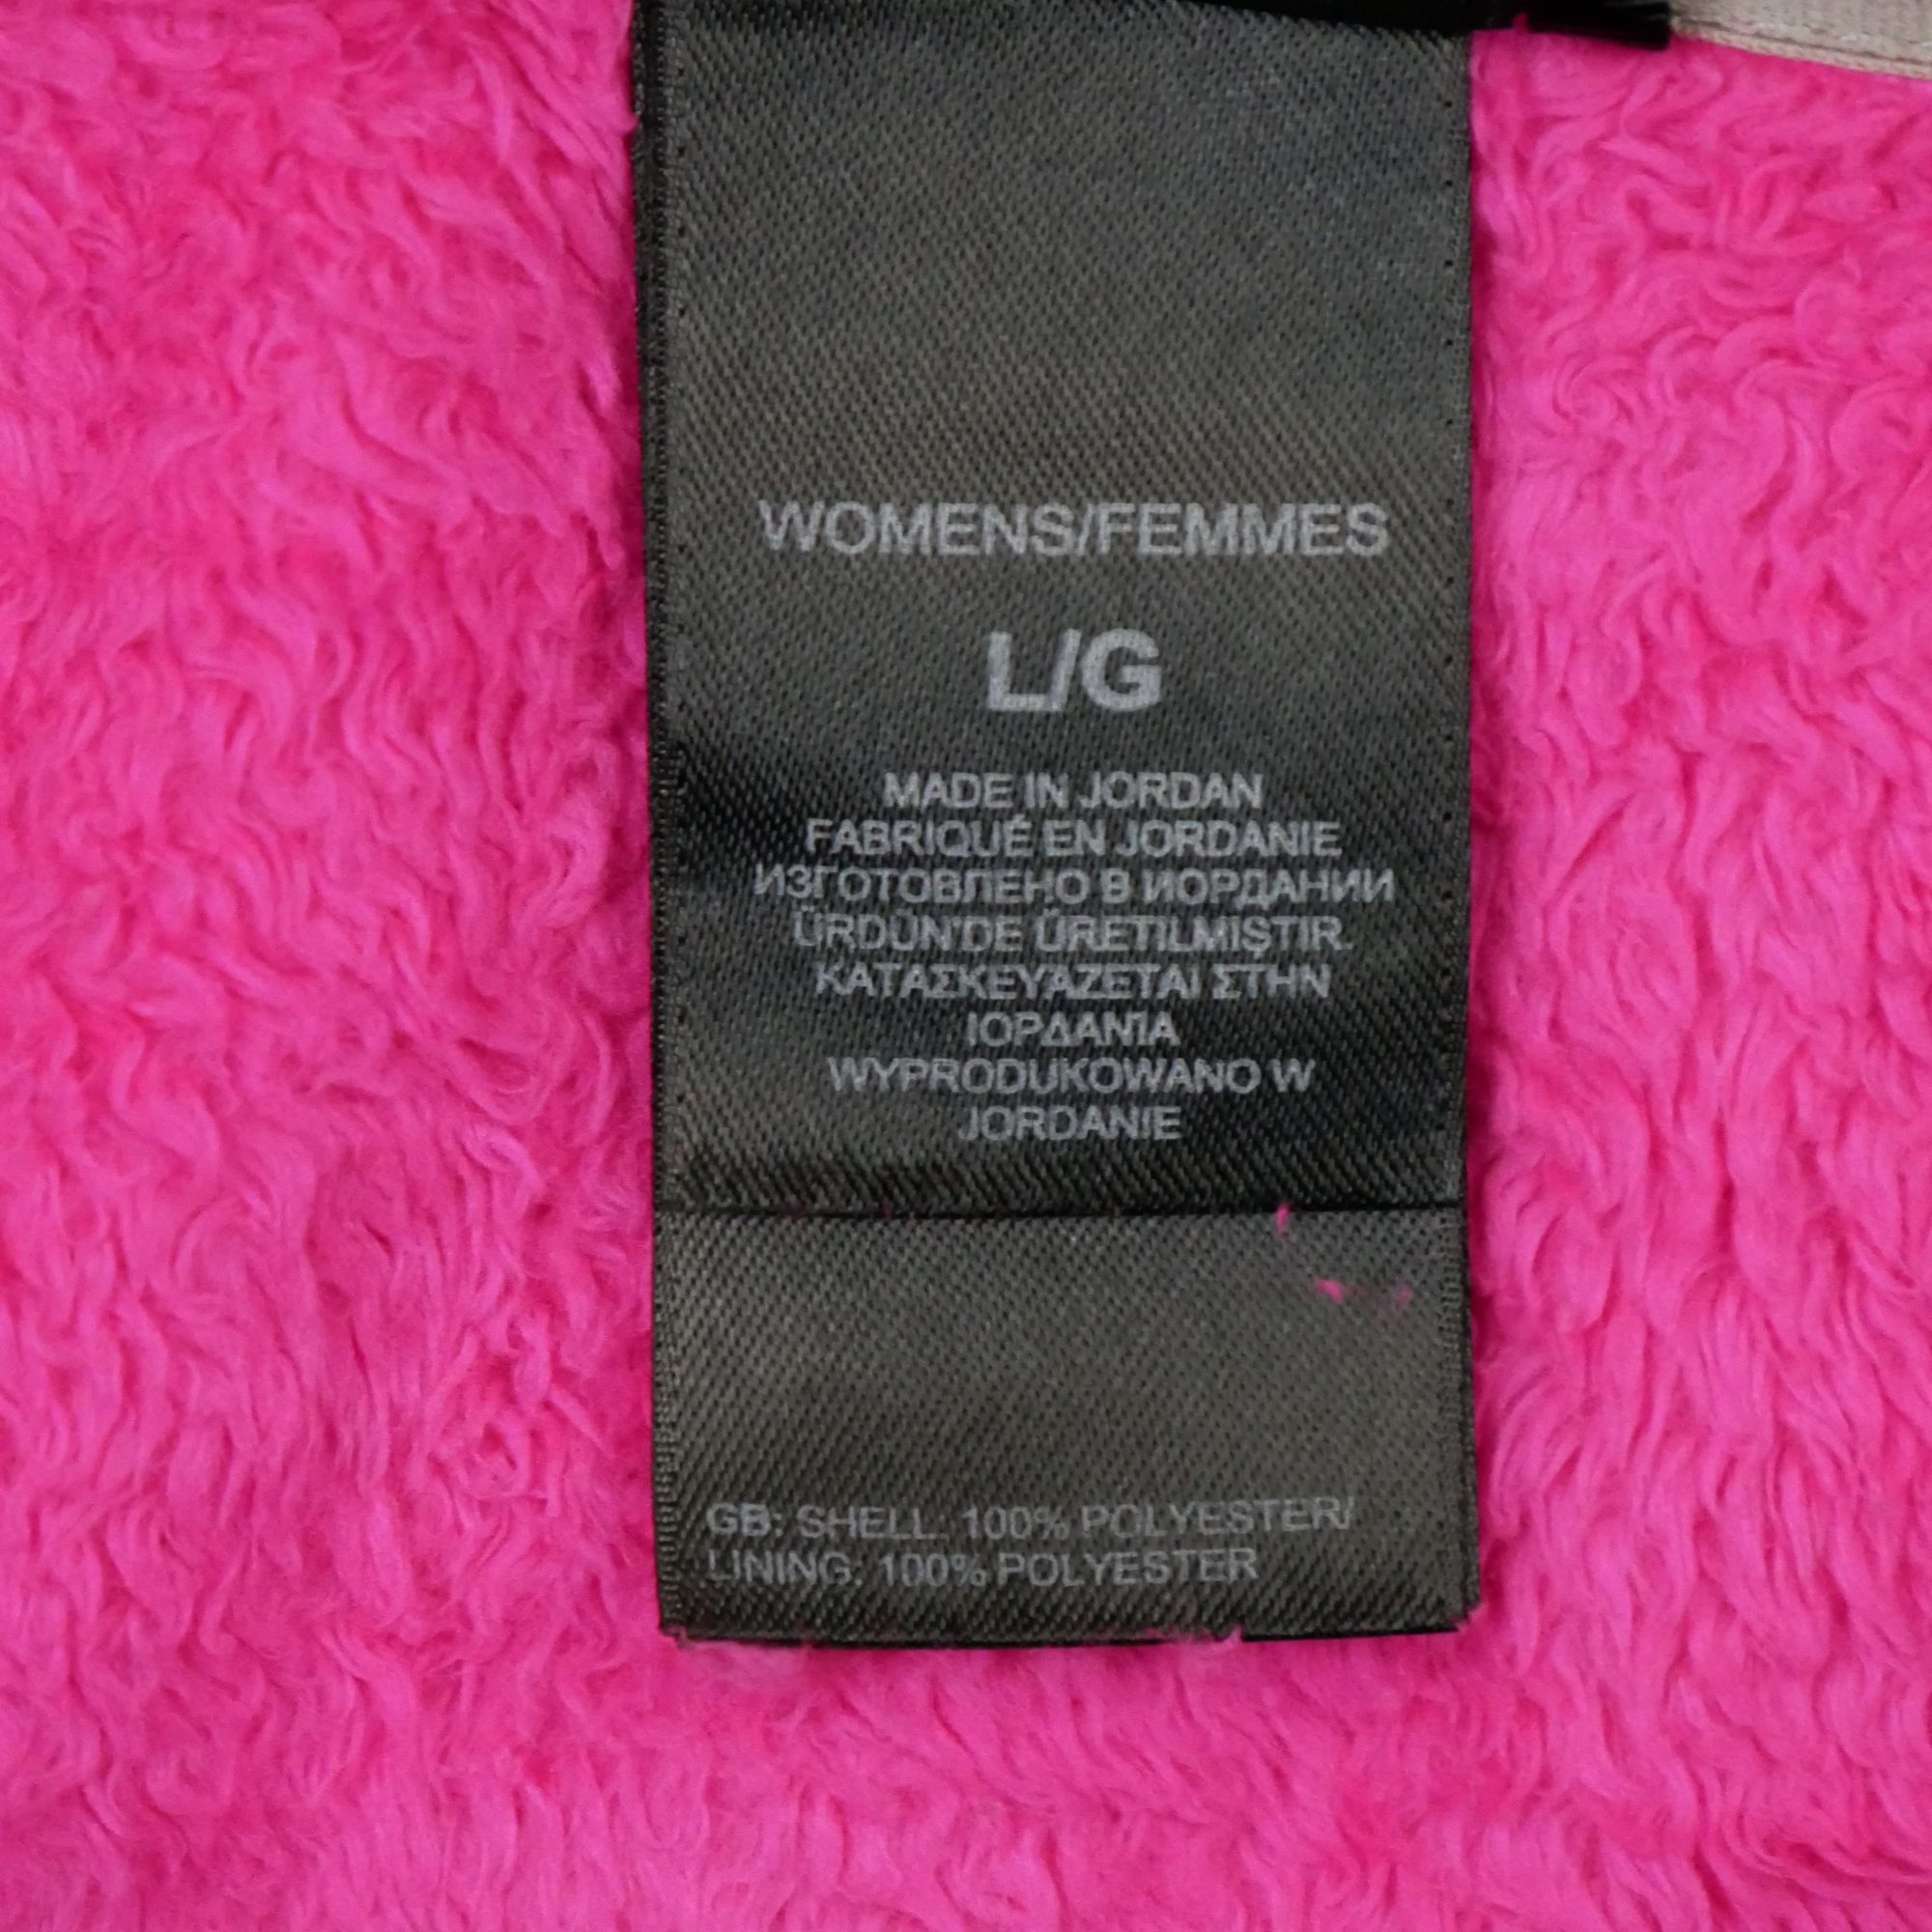 WOMENS/FEMMES
L/G
MADE IN JORDAN
FABRIQUÉ EN JORDANIE
ИЗГОТОВЛЕНО В ИОРДАНИИ
ÜRDÜN'DE ÜRETILMIŞTIR.
ΚΑΤΑΣΚΕΥΑΖΕΤΑΙ ΣΤΗΝ
ΙΟΡΔΑΝΊΑ
WYPRODUKOWANO W
JORDANIE
GB: SHELL: 100% POLYESTER/
LINING: 100% POLYESTER